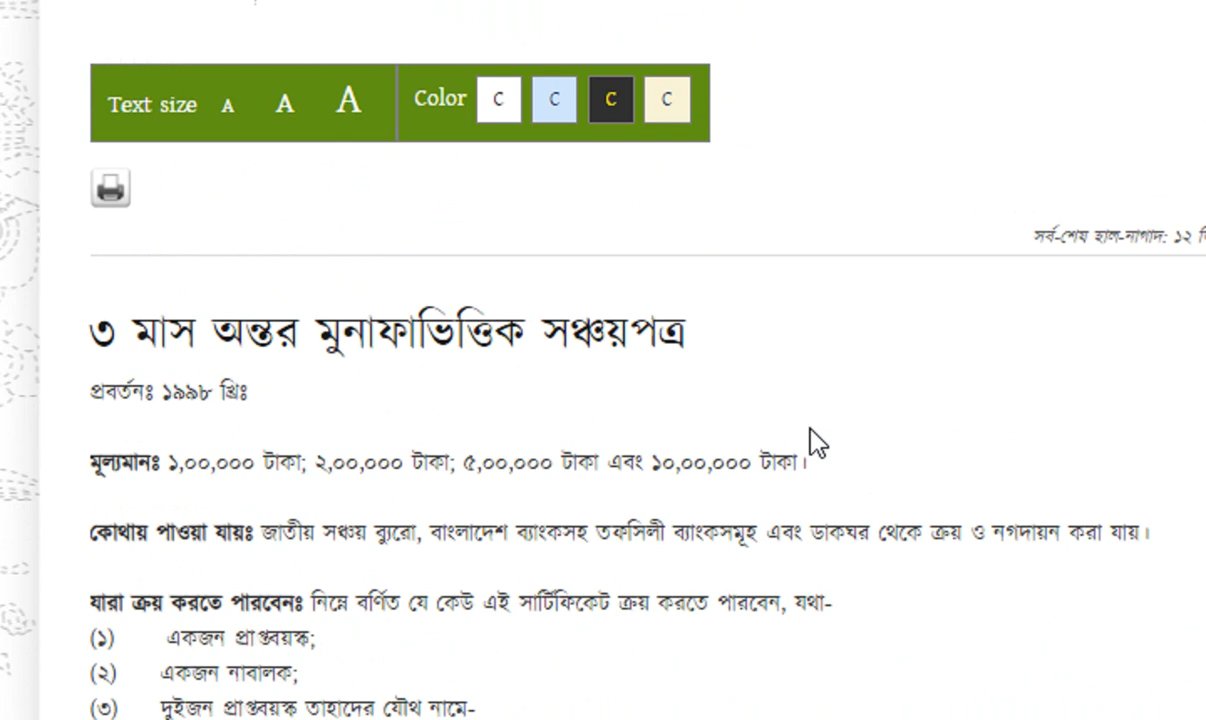 Text size A A A Color C C C C
সর্ব-শেষ হাল-নাগাদ: ১২
৩ মাস অন্তর মুনাফাভিত্তিক সঞ্চয়পত্র
প্রবর্তনঃ ১৯৯৮ খ্রিঃ
মূল্যমানঃ ১,০০,০০০ টাকা; ২,০০,০০০ টাকা; ৫,০০,০০০ টাকা এবং ১০,০০,০০০ টাকা।
কোথায় পাওয়া যায়ঃ জাতীয় সঞ্চয় ব্যুরো, বাংলাদেশ ব্যাংকসহ তফসিলী ব্যাংকসমূহ এবং ডাকঘর থেকে ক্রয় ও নগদায়ন করা যায়।
যারা ক্রয় করতে পারবেনঃ নিম্নে বর্ণিত যে কেউ এই সার্টিফিকেট ক্রয় করতে পারবেন, যথা-
(১) একজন প্রাপ্তবয়স্ক;
(২) একজন নাবালক;
(৩) দুইজন প্রাপ্তবয়স্ক তাহাদের যৌথ নামে-